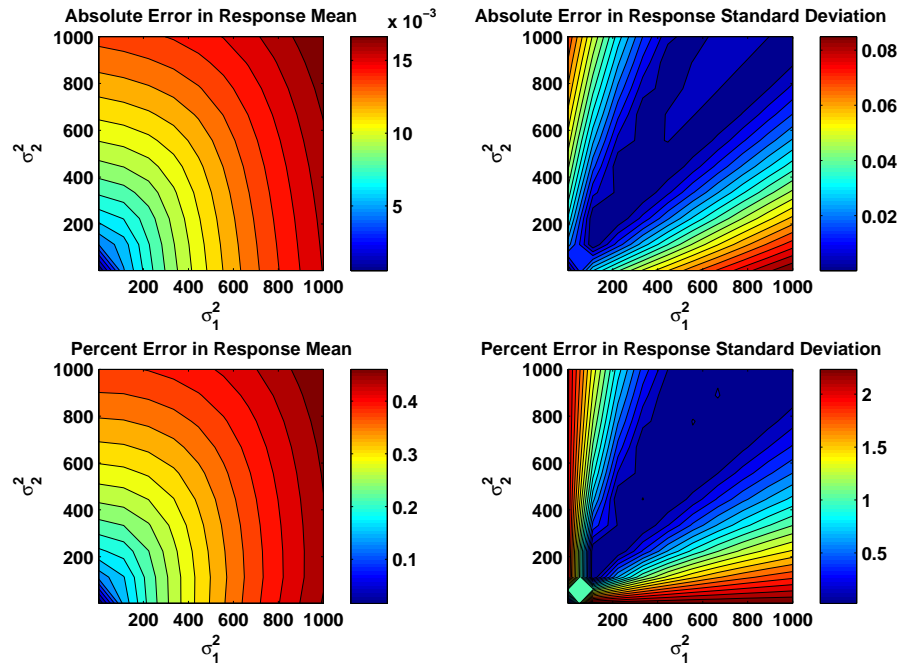 Absolute Error in Response Mean
x 10⁻³
1000
800
600
400
200
σ₂²
200 400 600 800 1000
σ₁²
15
10
5
Absolute Error in Response Standard Deviation
1000
800
600
400
200
σ₂²
200 400 600 800 1000
σ₁²
0.08
0.06
0.04
0.02
Percent Error in Response Mean
1000
800
600
400
200
σ₂²
200 400 600 800 1000
σ₁²
0.4
0.3
0.2
0.1
Percent Error in Response Standard Deviation
1000
800
600
400
200
σ₂²
200 400 600 800 1000
σ₁²
2
1.5
1
0.5